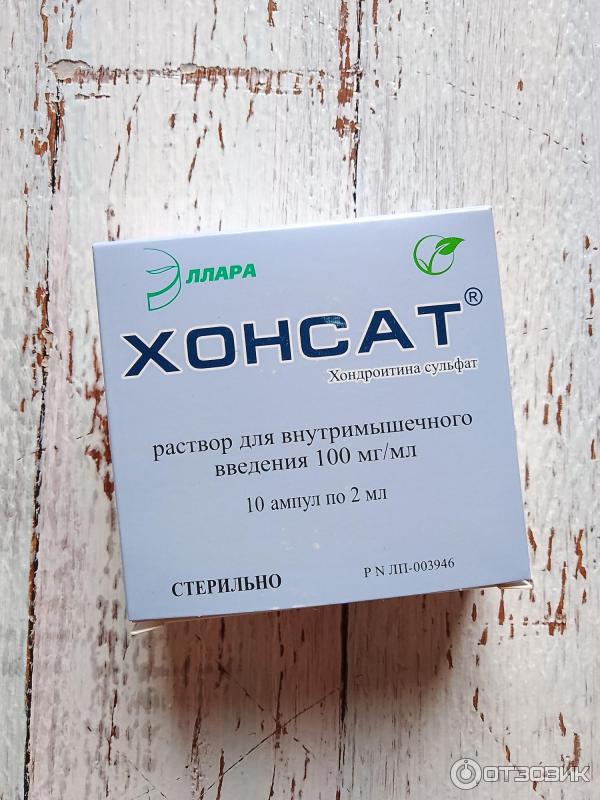 ЭЛЛАРА
ХОНСАТ®
Хондроитина сульфат
раствор для внутримышечного
введения 100 мг/мл
10 ампул по 2 мл
СТЕРИЛЬНО
P N ЛП-003946
ОТЗОВИК